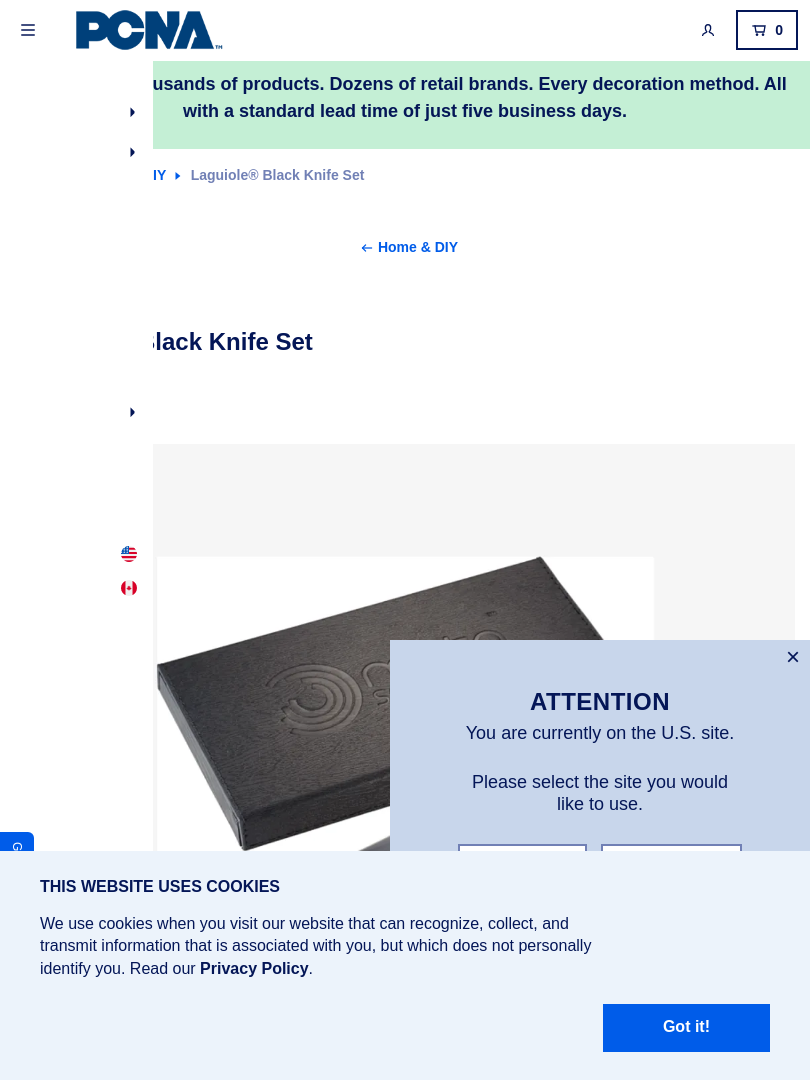 PCNA™
0
usands of products. Dozens of retail brands. Every decoration method. All
with a standard lead time of just five business days.
IY
Laguiole® Black Knife Set
Home & DIY
Black Knife Set
ATTENTION
You are currently on the U.S. site.
Please select the site you would
like to use.
G
THIS WEBSITE USES COOKIES
We use cookies when you visit our website that can recognize, collect, and
transmit information that is associated with you, but which does not personally
identify you. Read our Privacy Policy.
Got it!